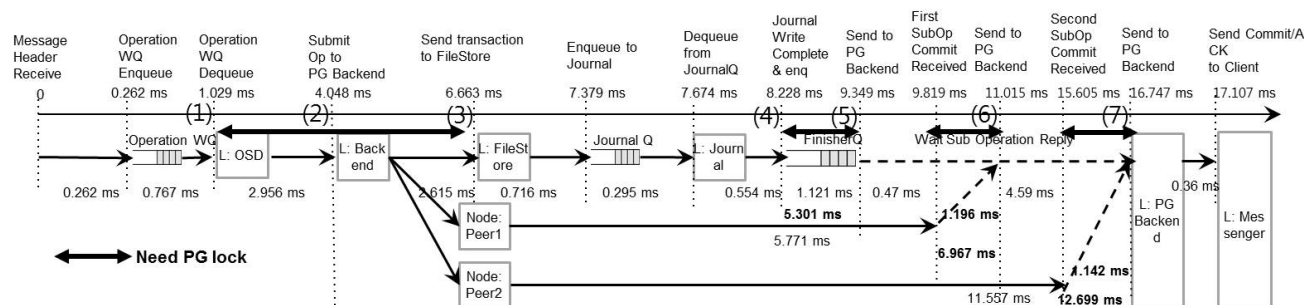 Message
Header
Receive
Operation
WQ
Enqueue
Operation
WQ
Dequeue
Submit
Op to
PG Backend
Send transaction
to FileStore
Enqueue to
Journal
Dequeue
from
JournalQ
Journal
Write
Complete
& enq
Send to
PG
Backend
First
SubOp
Commit
Received
Send to
PG
Backend
Second
SubOp
Commit
Received
Send to
PG
Backend
Send Commit/A
CK
to Client
0
0.262 ms
1.029 ms
4.048 ms
6.663 ms
7.379 ms
7.674 ms
8.228 ms
9.349 ms
9.819 ms
11.015 ms
15.605 ms
16.747 ms
17.107 ms
(1)
(2)
(3)
(4)
(5)
(6)
(7)
Operation WQ
L: OSD
L: Back
end
L: FileSt
ore
Journal Q
L: Journ
al
FinisherQ
Wait Sub Operation Reply
0.262 ms
0.767 ms
2.956 ms
2.615 ms
0.716 ms
0.295 ms
0.554 ms
1.121 ms
0.47 ms
4.59 ms
0.36 ms
L: PG
Backen
d
L: Mes
senger
Node:
Peer1
5.301 ms
5.771 ms
1.196 ms
6.967 ms
Need PG lock
Node:
Peer2
11.557 ms
1.142 ms
12.699 ms